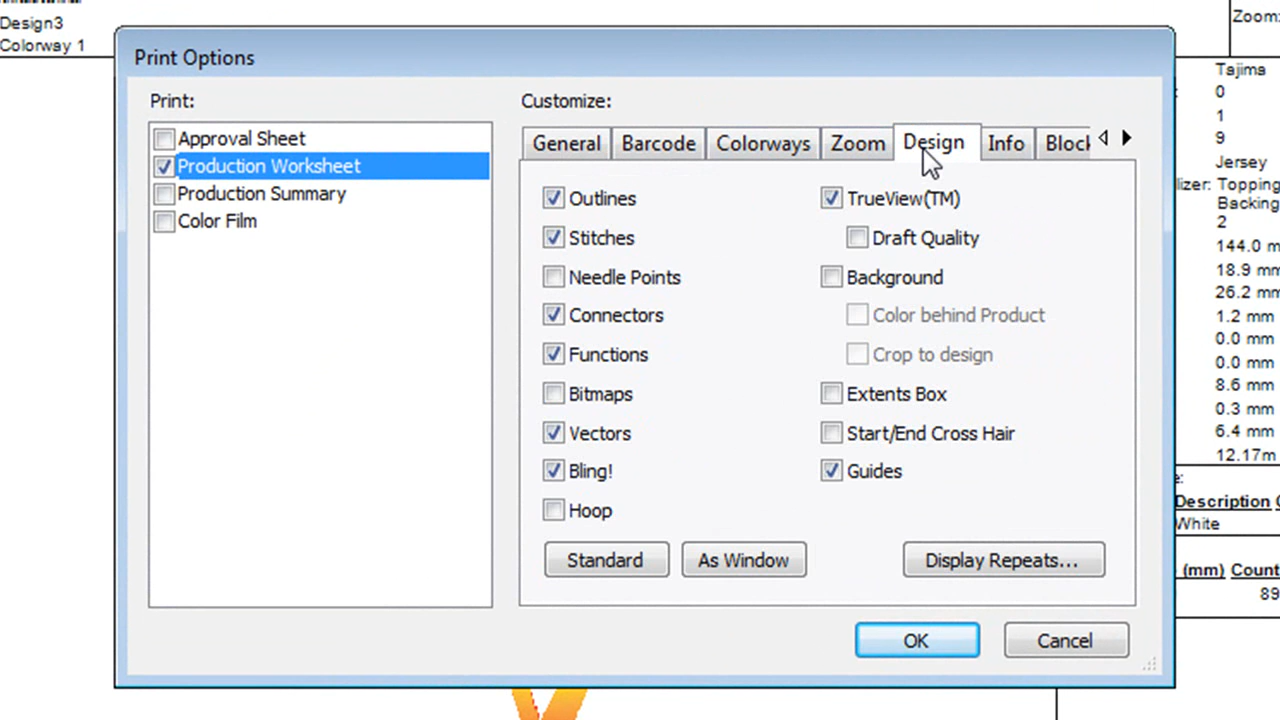 Design3
Colorway 1
Zoom:
Print Options
Print:
Approval Sheet
Production Worksheet
Production Summary
Color Film
Customize:
General Barcode Colorways Zoom Design Info Block
Outlines
Stitches
Needle Points
Connectors
Functions
Bitmaps
Vectors
Bling!
Hoop
TrueView(TM)
Draft Quality
Background
Color behind Product
Crop to design
Extents Box
Start/End Cross Hair
Guides
Standard As Window Display Repeats...
OK Cancel
Tajima
0
1
9
Jersey
lizer: Topping
Backing
2
144.0 m
18.9 mm
26.2 mm
1.2 mm
0.0 mm
0.0 mm
8.6 mm
0.3 mm
6.4 mm
12.17m
e:
Description
White
(mm) Count
89